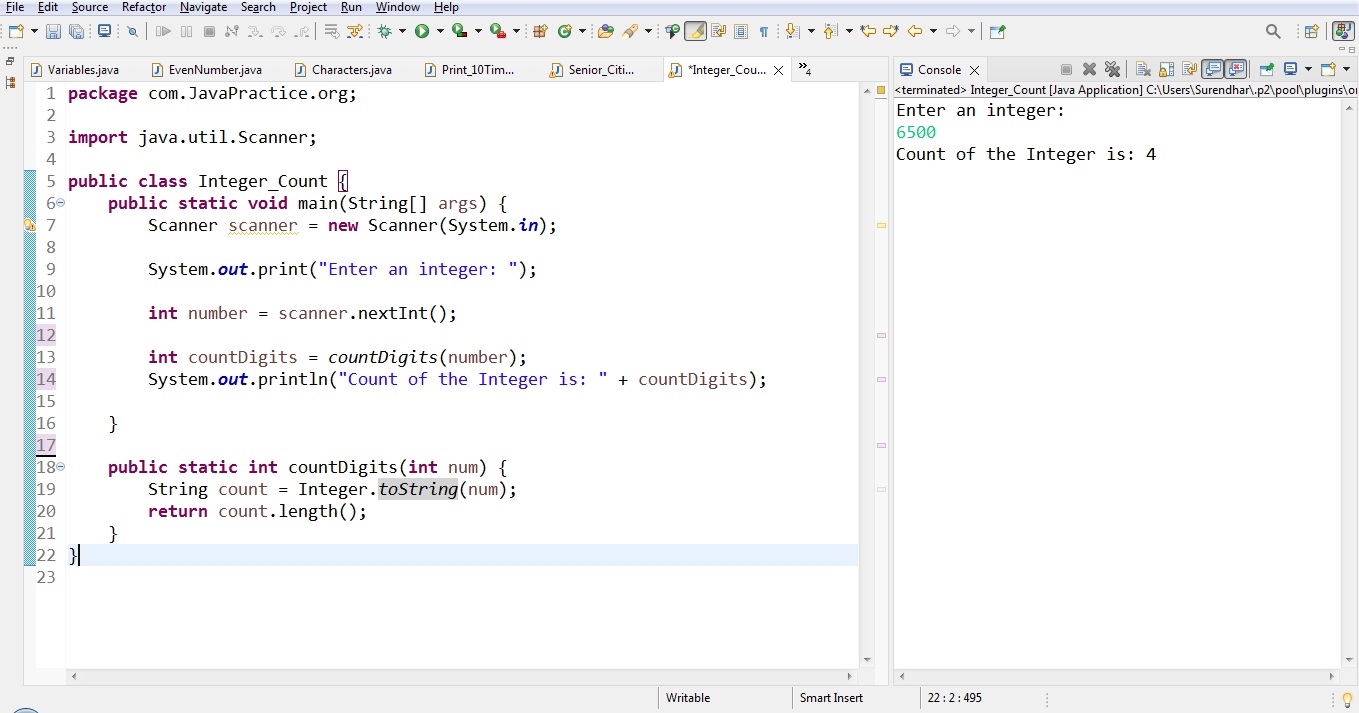 File Edit Source Refactor Navigate Search Project Run Window Help
Variables.java EvenNumber.java Characters.java Print_10Tim... Senior_Citi... *Integer_Cou... »4
1 package com.JavaPractice.org;
2
3 import java.util.Scanner;
4
5 public class Integer_Count {
6 public static void main(String[] args) {
7 Scanner scanner = new Scanner(System.in);
8
9 System.out.print("Enter an integer: ");
10
11 int number = scanner.nextInt();
12
13 int countDigits = countDigits(number);
14 System.out.println("Count of the Integer is: " + countDigits);
15
16 }
17
18 public static int countDigits(int num) {
19 String count = Integer.toString(num);
20 return count.length();
21 }
22 }
23
Console
<terminated> Integer_Count [Java Application] C:\Users\Surendhar\.p2\pool\plugins\o
Enter an integer:
6500
Count of the Integer is: 4
Writable Smart Insert 22 : 2 : 495